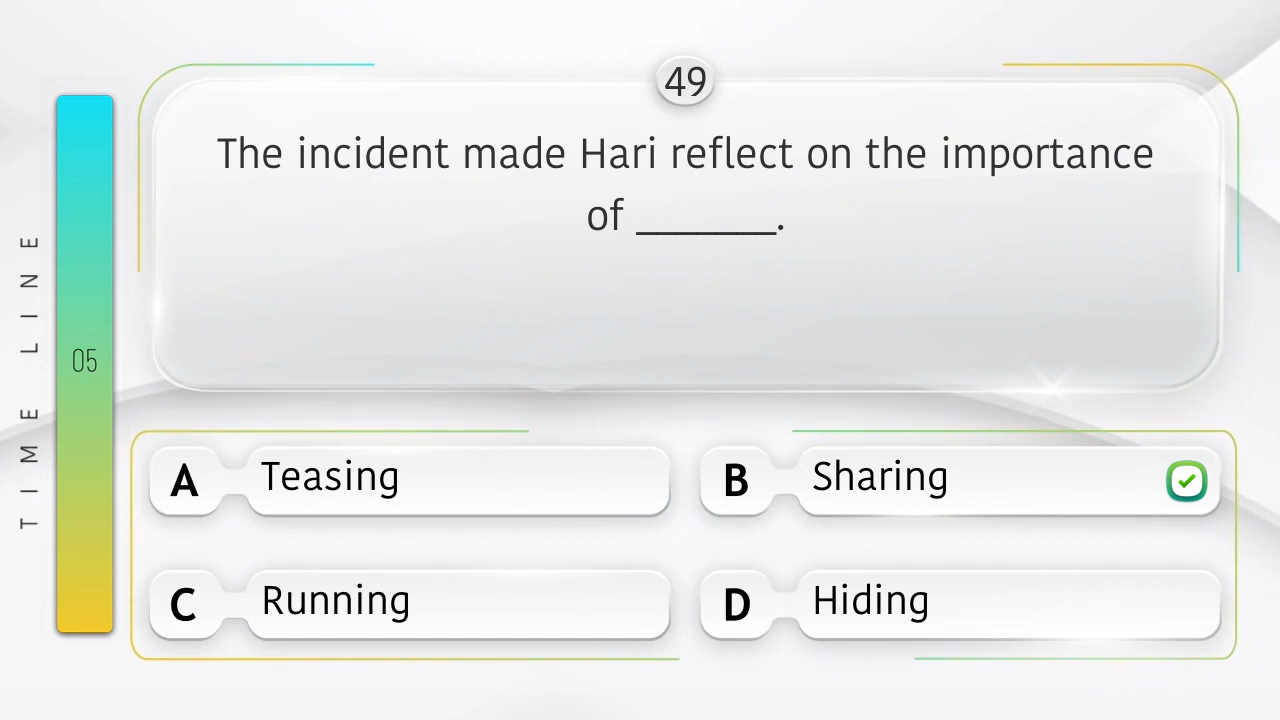 49
The incident made Hari reflect on the importance
of _______.
TIME LINE
05
A Teasing
B Sharing
C Running
D Hiding